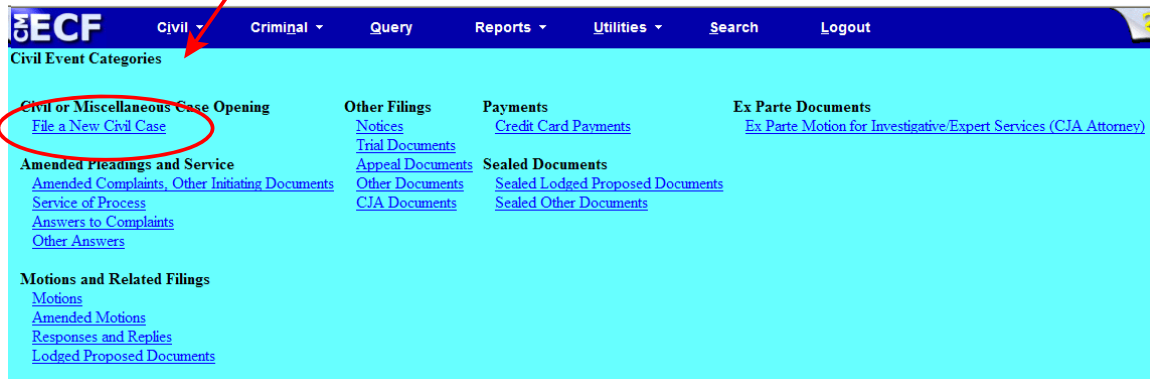 CM ECF Civil Criminal Query Reports Utilities Search Logout ?
Civil Event Categories
Civil or Miscellaneous Case Opening
File a New Civil Case
Amended Pleadings and Service
Amended Complaints, Other Initiating Documents
Service of Process
Answers to Complaints
Other Answers
Motions and Related Filings
Motions
Amended Motions
Responses and Replies
Lodged Proposed Documents
Other Filings
Notices
Trial Documents
Appeal Documents
Other Documents
CJA Documents
Payments
Credit Card Payments
Sealed Documents
Sealed Lodged Proposed Documents
Sealed Other Documents
Ex Parte Documents
Ex Parte Motion for Investigative/Expert Services (CJA Attorney)